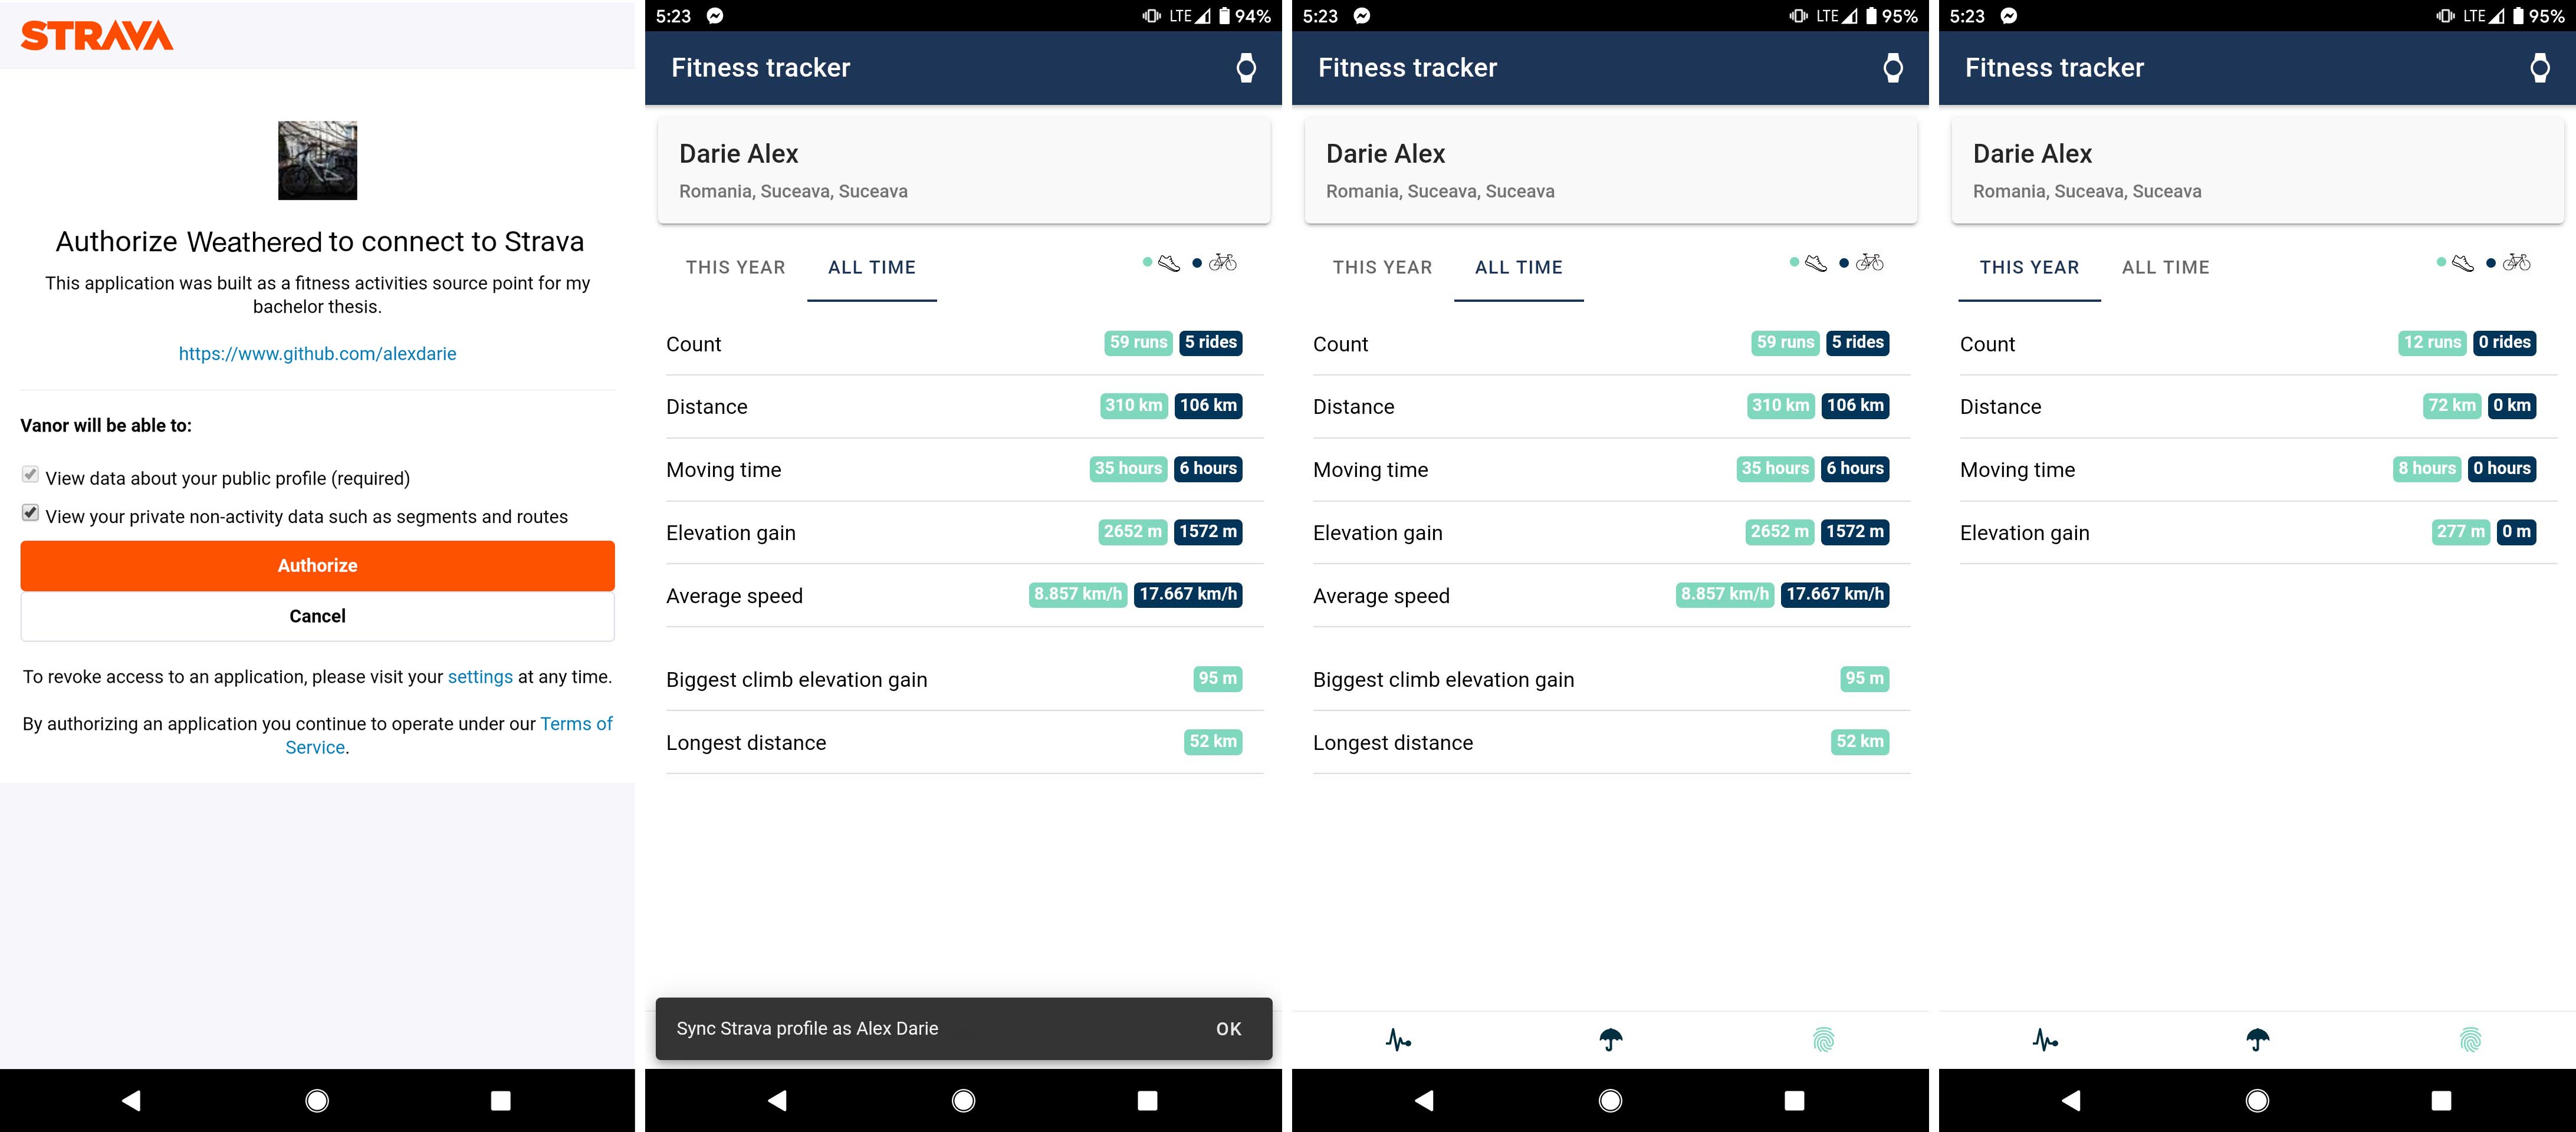 STRAVA
Authorize Weathered to connect to Strava
This application was built as a fitness activities source point for my
bachelor thesis.
https://www.github.com/alexdarie
Vanor will be able to:
View data about your public profile (required)
View your private non-activity data such as segments and routes
Authorize
Cancel
To revoke access to an application, please visit your settings at any time.
By authorizing an application you continue to operate under our Terms of
Service.
5:23 LTE 94%
Fitness tracker
Darie Alex
Romania, Suceava, Suceava
THIS YEAR ALL TIME
Count 59 runs 5 rides
Distance 310 km 106 km
Moving time 35 hours 6 hours
Elevation gain 2652 m 1572 m
Average speed 8.857 km/h 17.667 km/h
Biggest climb elevation gain 95 m
Longest distance 52 km
Sync Strava profile as Alex Darie OK
5:23 LTE 95%
Fitness tracker
Darie Alex
Romania, Suceava, Suceava
THIS YEAR ALL TIME
Count 59 runs 5 rides
Distance 310 km 106 km
Moving time 35 hours 6 hours
Elevation gain 2652 m 1572 m
Average speed 8.857 km/h 17.667 km/h
Biggest climb elevation gain 95 m
Longest distance 52 km
5:23 LTE 95%
Fitness tracker
Darie Alex
Romania, Suceava, Suceava
THIS YEAR ALL TIME
Count 12 runs 0 rides
Distance 72 km 0 km
Moving time 8 hours 0 hours
Elevation gain 277 m 0 m